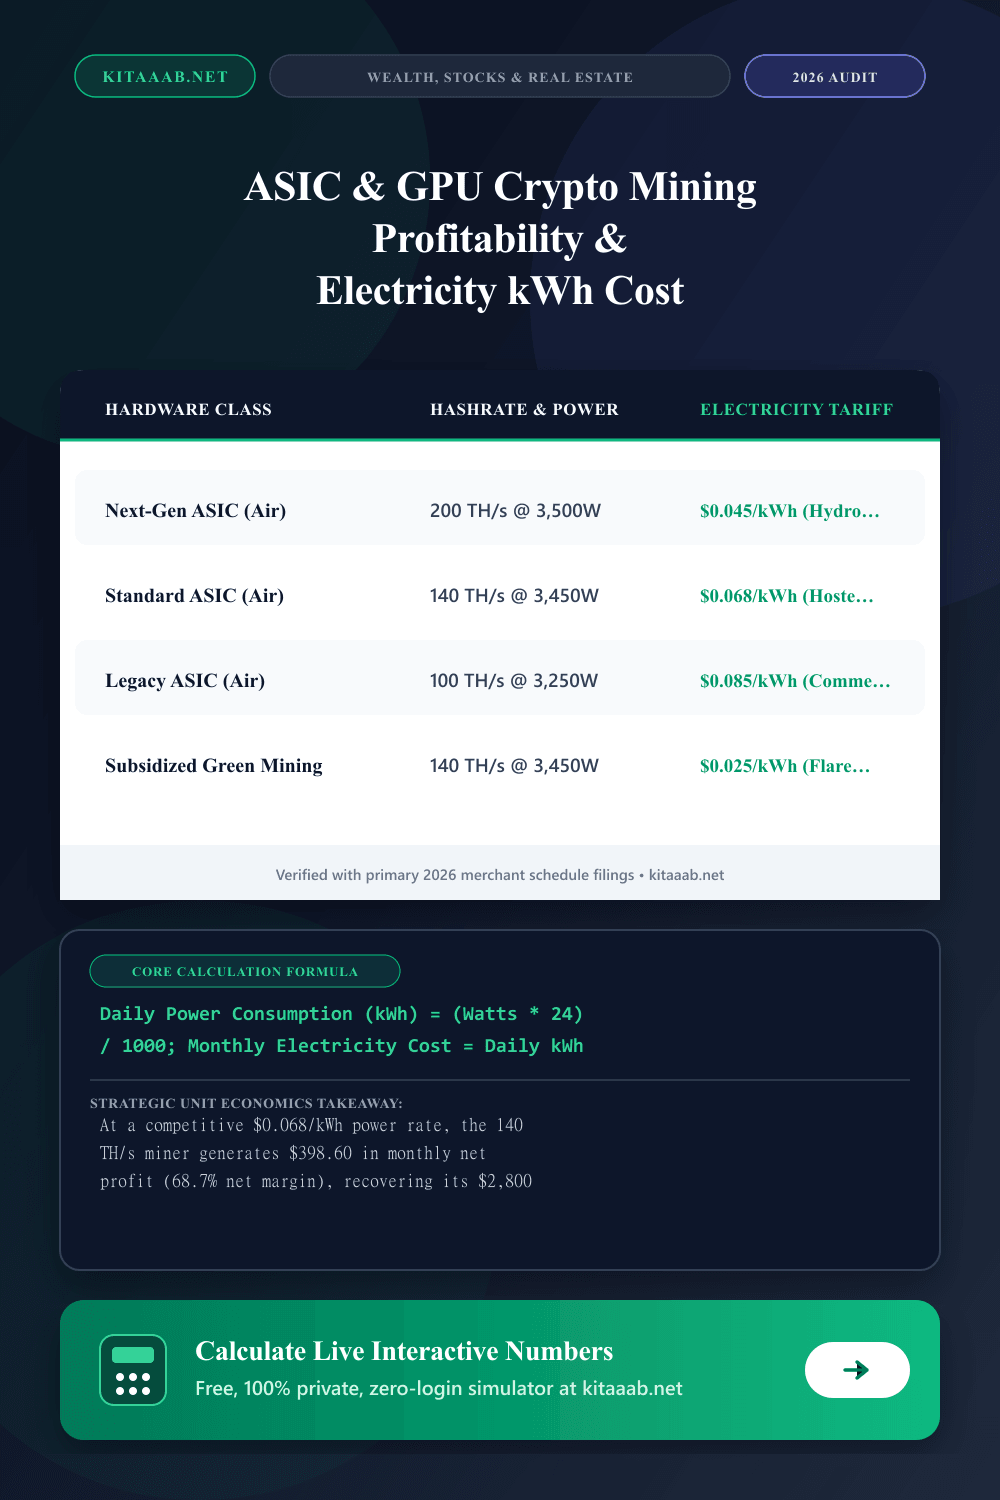 KITAAAB.NET
WEALTH, STOCKS & REAL ESTATE
2026 AUDIT
ASIC & GPU Crypto Mining
Profitability &
Electricity kWh Cost
HARDWARE CLASS HASHRATE & POWER ELECTRICITY TARIFF
Next-Gen ASIC (Air) 200 TH/s @ 3,500W $0.045/kWh (Hydro…
Standard ASIC (Air) 140 TH/s @ 3,450W $0.068/kWh (Hoste…
Legacy ASIC (Air) 100 TH/s @ 3,250W $0.085/kWh (Comme…
Subsidized Green Mining 140 TH/s @ 3,450W $0.025/kWh (Flare…
Verified with primary 2026 merchant schedule filings • kitaaab.net
CORE CALCULATION FORMULA
Daily Power Consumption (kWh) = (Watts * 24)
/ 1000; Monthly Electricity Cost = Daily kWh
STRATEGIC UNIT ECONOMICS TAKEAWAY:
At a competitive $0.068/kWh power rate, the 140
TH/s miner generates $398.60 in monthly net
profit (68.7% net margin), recovering its $2,800
Calculate Live Interactive Numbers
Free, 100% private, zero-login simulator at kitaaab.net